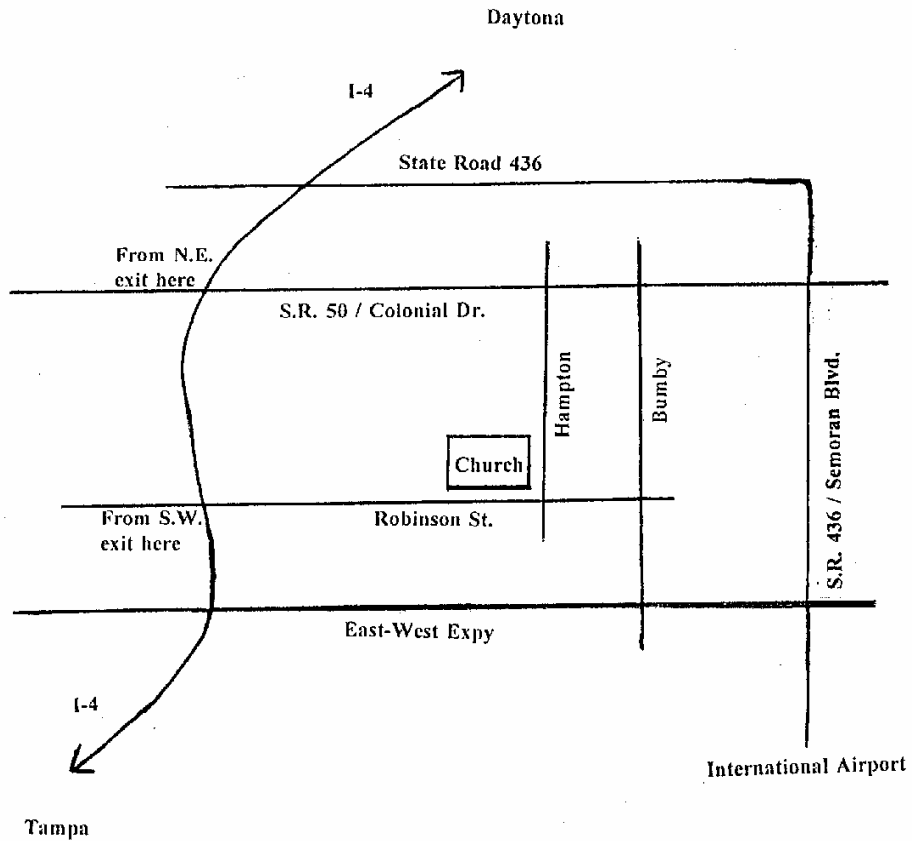 Daytona
I-4
State Road 436
From N.E.
exit here
S.R. 50 / Colonial Dr.
Hampton
Bumby
S.R. 436 / Semoran Blvd.
Church
From S.W.
exit here
Robinson St.
East-West Expy
I-4
International Airport
Tampa